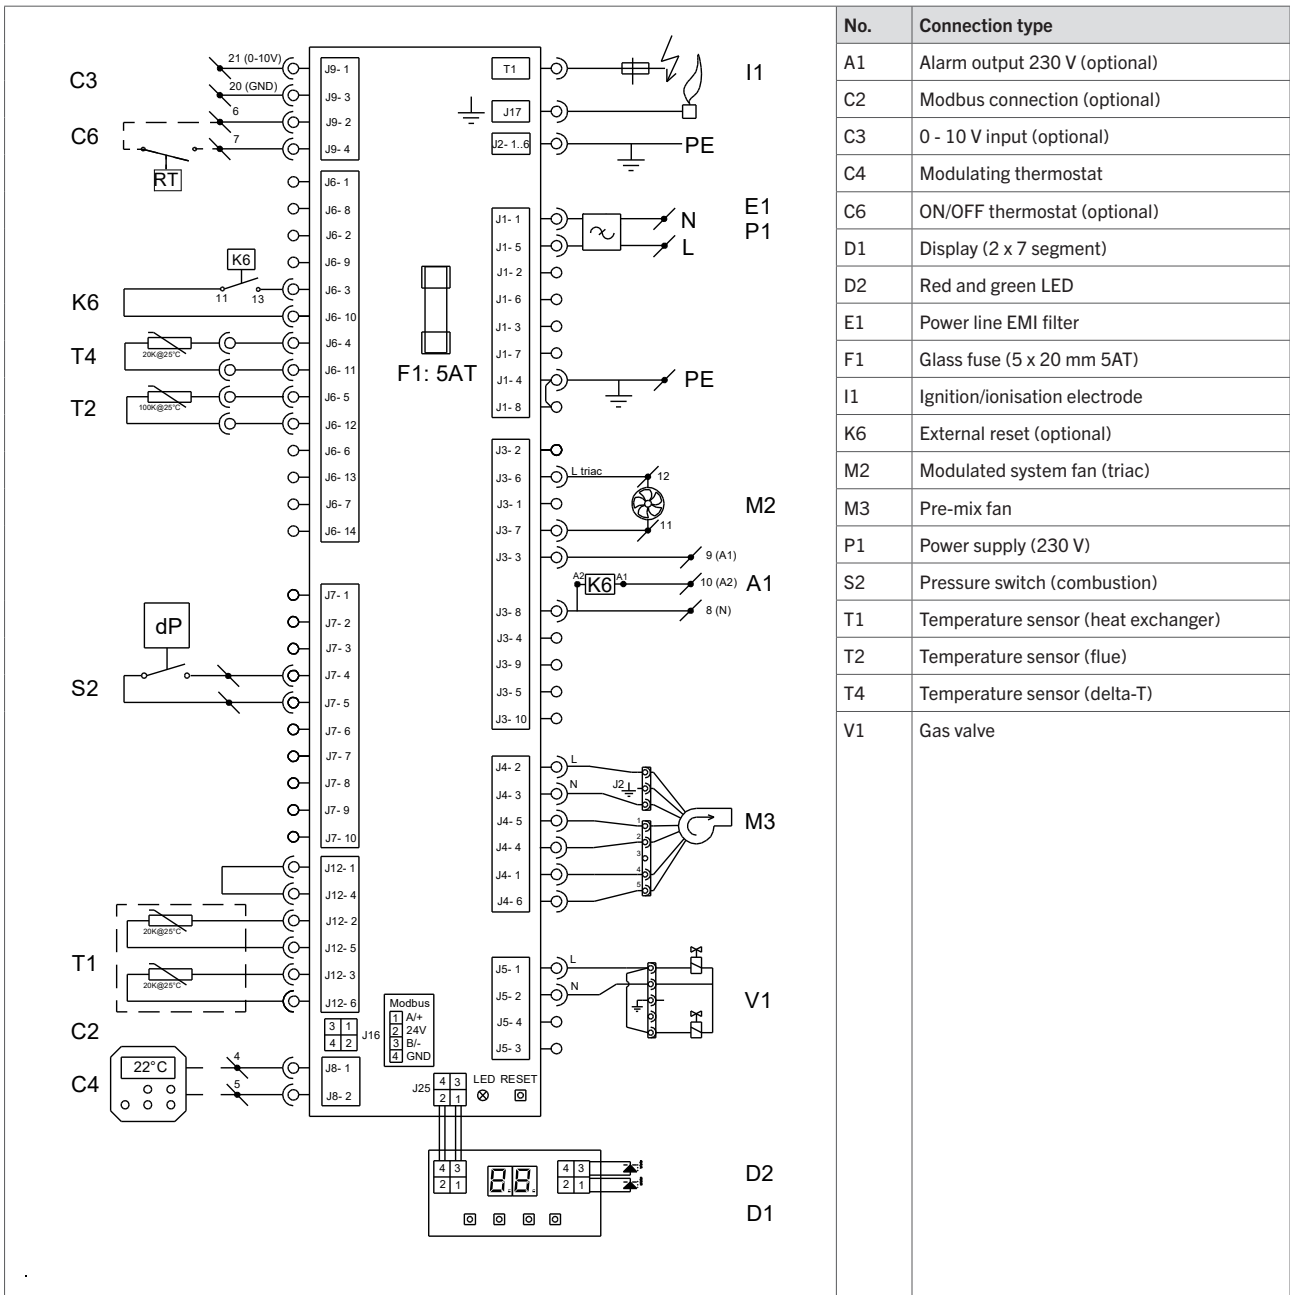 C3
21 (0-10V)
J9- 1
20 (GND)
J9- 3
C6
6
J9- 2
7
J9- 4
RT
J6- 1
J6- 8
J6- 2
J6- 9
K6
K6
11
13
J6- 3
J6- 10
T4
20K@25°C
J6- 4
J6- 11
T2
100K@25°C
J6- 5
J6- 12
J6- 6
J6- 13
J6- 7
J6- 14
J7- 1
dP
J7- 2
J7- 3
S2
J7- 4
J7- 5
J7- 6
J7- 7
J7- 8
J7- 9
J7- 10
J12- 1
J12- 4
T1
20K@25°C
J12- 2
J12- 5
20K@25°C
J12- 3
J12- 6
C2
3 1
4 2
J16
Modbus
1 A/+
2 24V
3 B/-
4 GND
C4
22°C
4
J8- 1
5
J8- 2
J25
4 3
2 1
LED RESET
F1: 5AT
T1
I1
J17
J2- 1..6
PE
E1
P1
J1- 1
N
J1- 5
L
J1- 2
J1- 6
J1- 3
J1- 7
J1- 4
PE
J1- 8
J3- 2
J3- 6
L triac
12
M2
J3- 1
J3- 7
11
J3- 3
9 (A1)
A2
K6
A1
10 (A2)
A1
J3- 8
8 (N)
J3- 4
J3- 9
J3- 5
J3- 10
J4- 2
L
J2
J4- 3
N
M3
J4- 5
1
J4- 4
2
3
J4- 1
4
J4- 6
5
J5- 1
L
V1
J5- 2
N
J5- 4
J5- 3
4 3
2 1
88
4 3
2 1
D2
D1
No. Connection type
A1 Alarm output 230 V (optional)
C2 Modbus connection (optional)
C3 0 - 10 V input (optional)
C4 Modulating thermostat
C6 ON/OFF thermostat (optional)
D1 Display (2 x 7 segment)
D2 Red and green LED
E1 Power line EMI filter
F1 Glass fuse (5 x 20 mm 5AT)
I1 Ignition/ionisation electrode
K6 External reset (optional)
M2 Modulated system fan (triac)
M3 Pre-mix fan
P1 Power supply (230 V)
S2 Pressure switch (combustion)
T1 Temperature sensor (heat exchanger)
T2 Temperature sensor (flue)
T4 Temperature sensor (delta-T)
V1 Gas valve